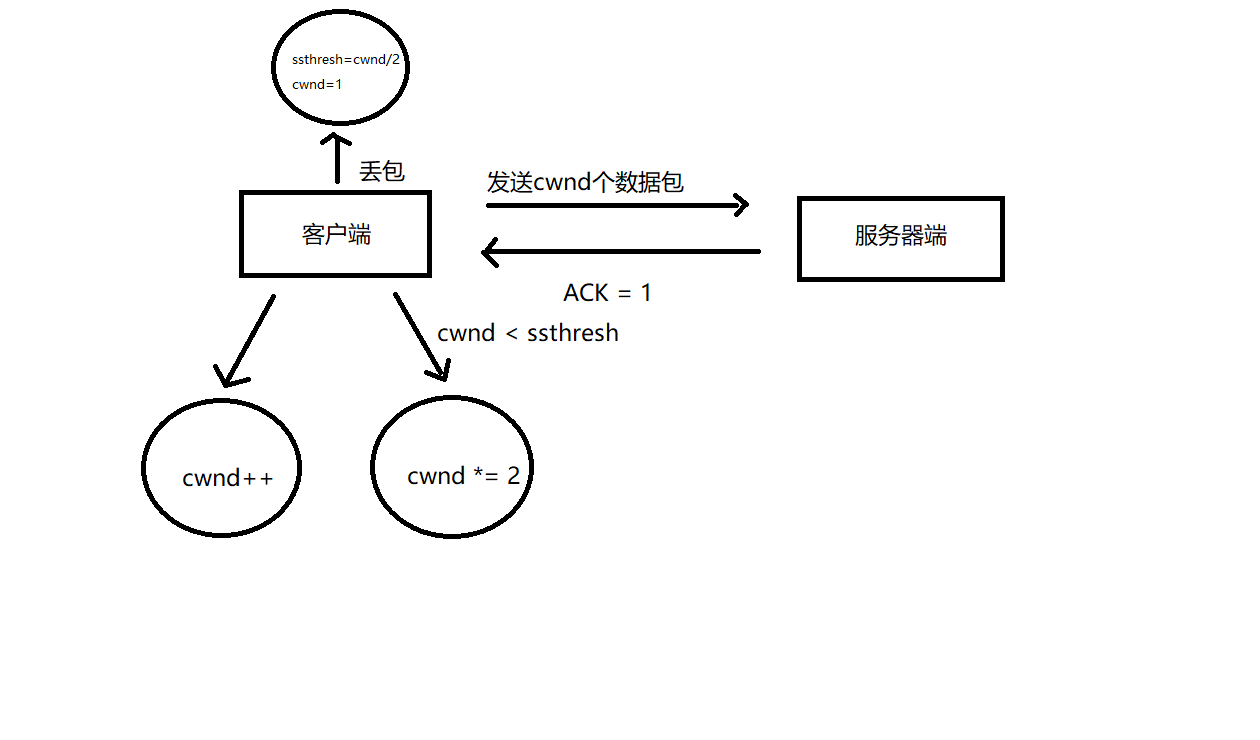 ssthresh=cwnd/2
cwnd=1
丢包
发送cwnd个数据包
客户端
服务器端
ACK = 1
cwnd < ssthresh
cwnd++
cwnd *= 2